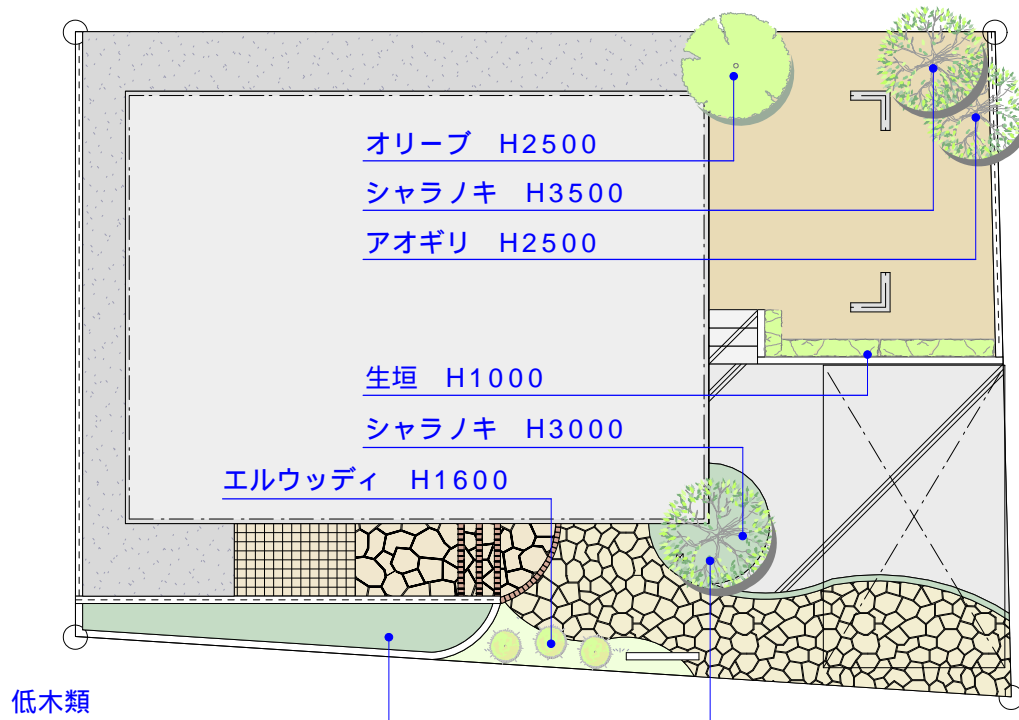 オリーブ　H2500
シャラノキ　H3500
アオギリ　H2500
生垣　H1000
シャラノキ　H3000
エルウッディ　H1600
低木類